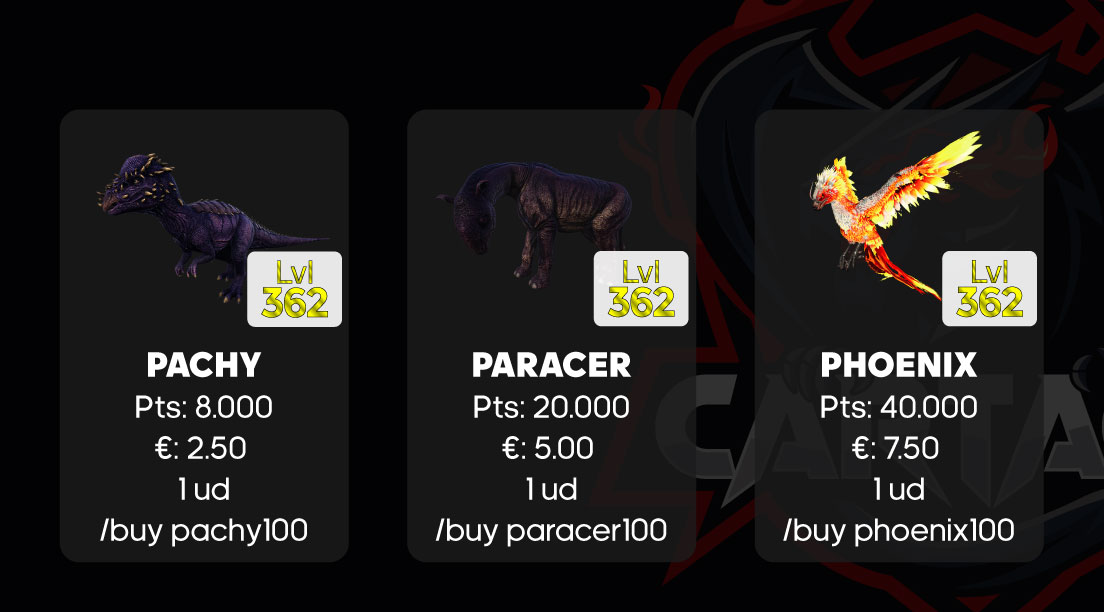 Lvl
362
PACHY
Pts: 8.000
€: 2.50
1 ud
/buy pachy100
Lvl
362
PARACER
Pts: 20.000
€: 5.00
1 ud
/buy paracer100
Lvl
362
PHOENIX
Pts: 40.000
€: 7.50
1 ud
/buy phoenix100